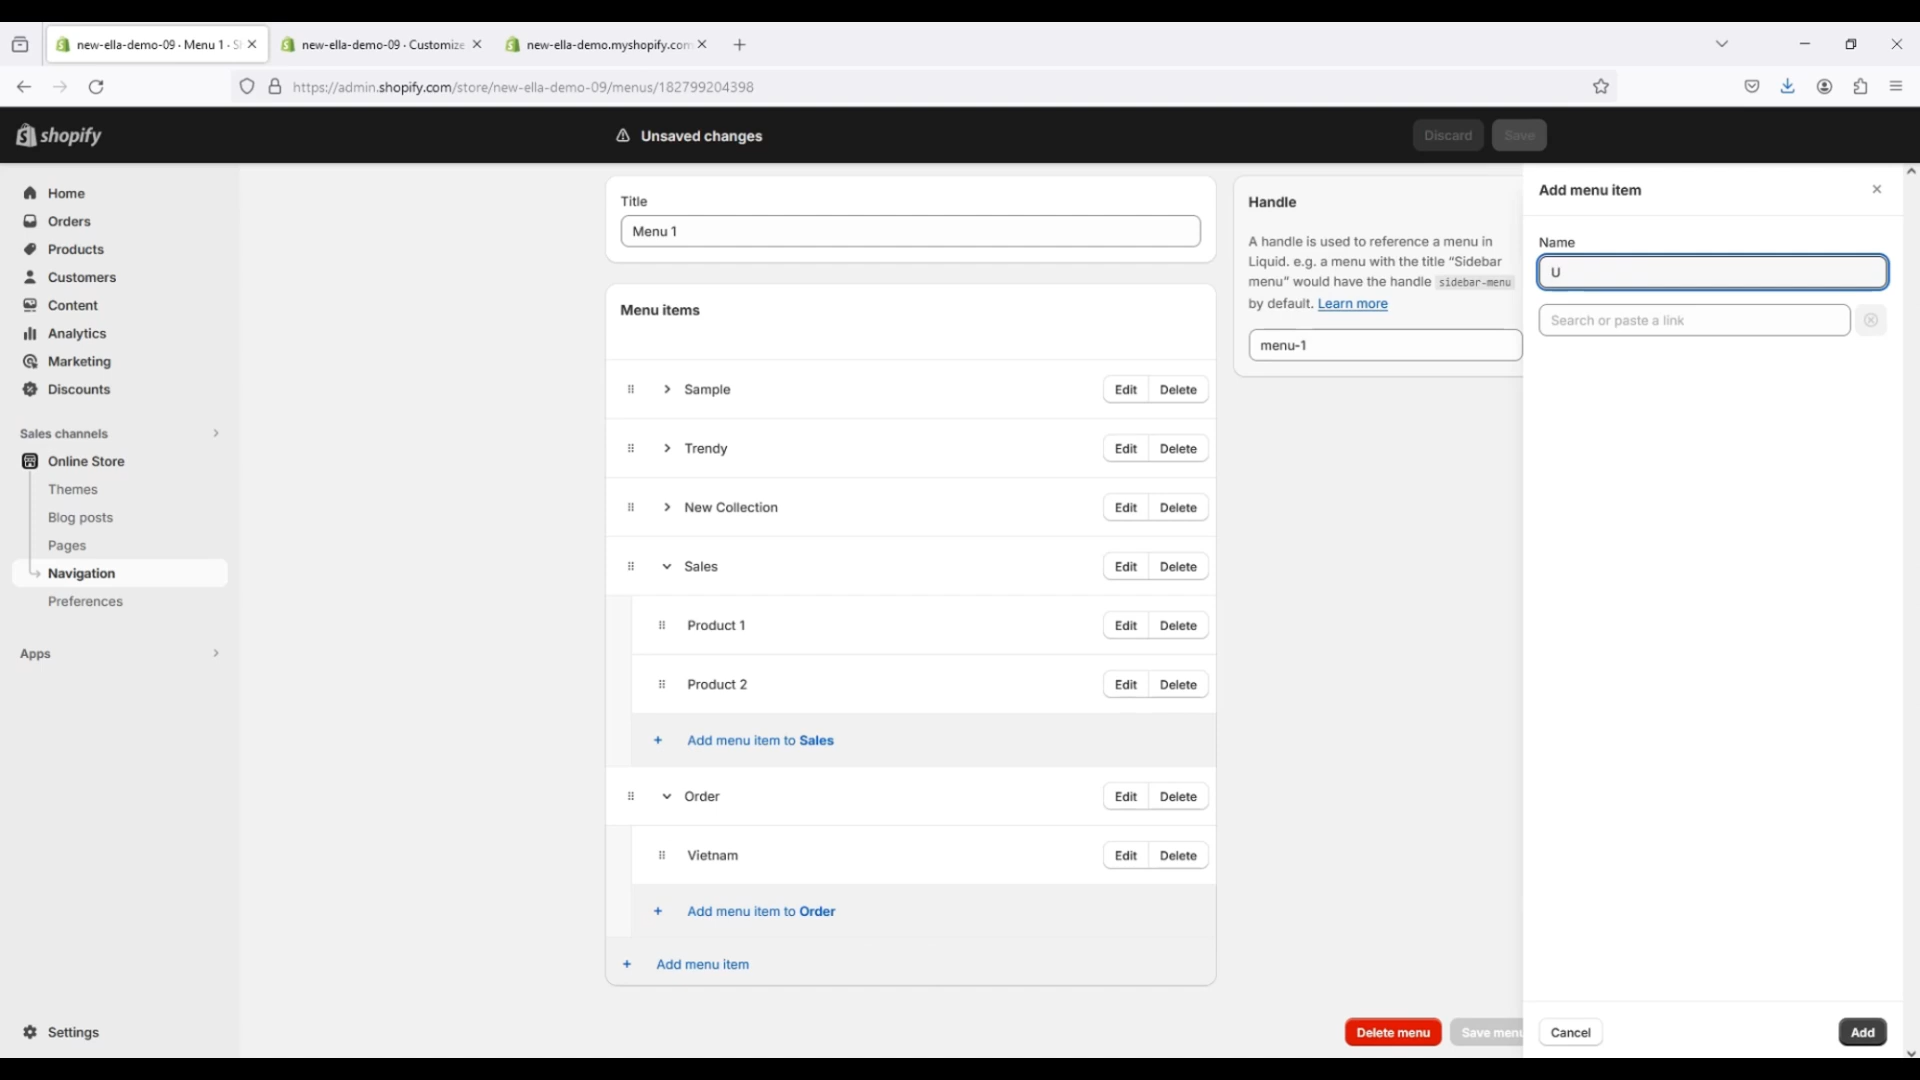 new-ella-demo-09 · Menu 1 · S
new-ella-demo-09 · Customize
new-ella-demo.myshopify.com
https://admin.shopify.com/store/new-ella-demo-09/menus/182799204398
shopify
Unsaved changes
Discard
Save
Home
Orders
Products
Customers
Content
Analytics
Marketing
Discounts
Sales channels
Online Store
Themes
Blog posts
Pages
Navigation
Preferences
Apps
Settings
Title
Menu 1
Menu items
Sample
Edit
Delete
Trendy
Edit
Delete
New Collection
Edit
Delete
Sales
Edit
Delete
Product 1
Edit
Delete
Product 2
Edit
Delete
+ Add menu item to Sales
Order
Edit
Delete
Vietnam
Edit
Delete
+ Add menu item to Order
+ Add menu item
Handle
A handle is used to reference a menu in
Liquid. e.g. a menu with the title “Sidebar
menu” would have the handle sidebar-menu
by default. Learn more
menu-1
Delete menu
Save menu
Add menu item
Name
U
Search or paste a link
Cancel
Add